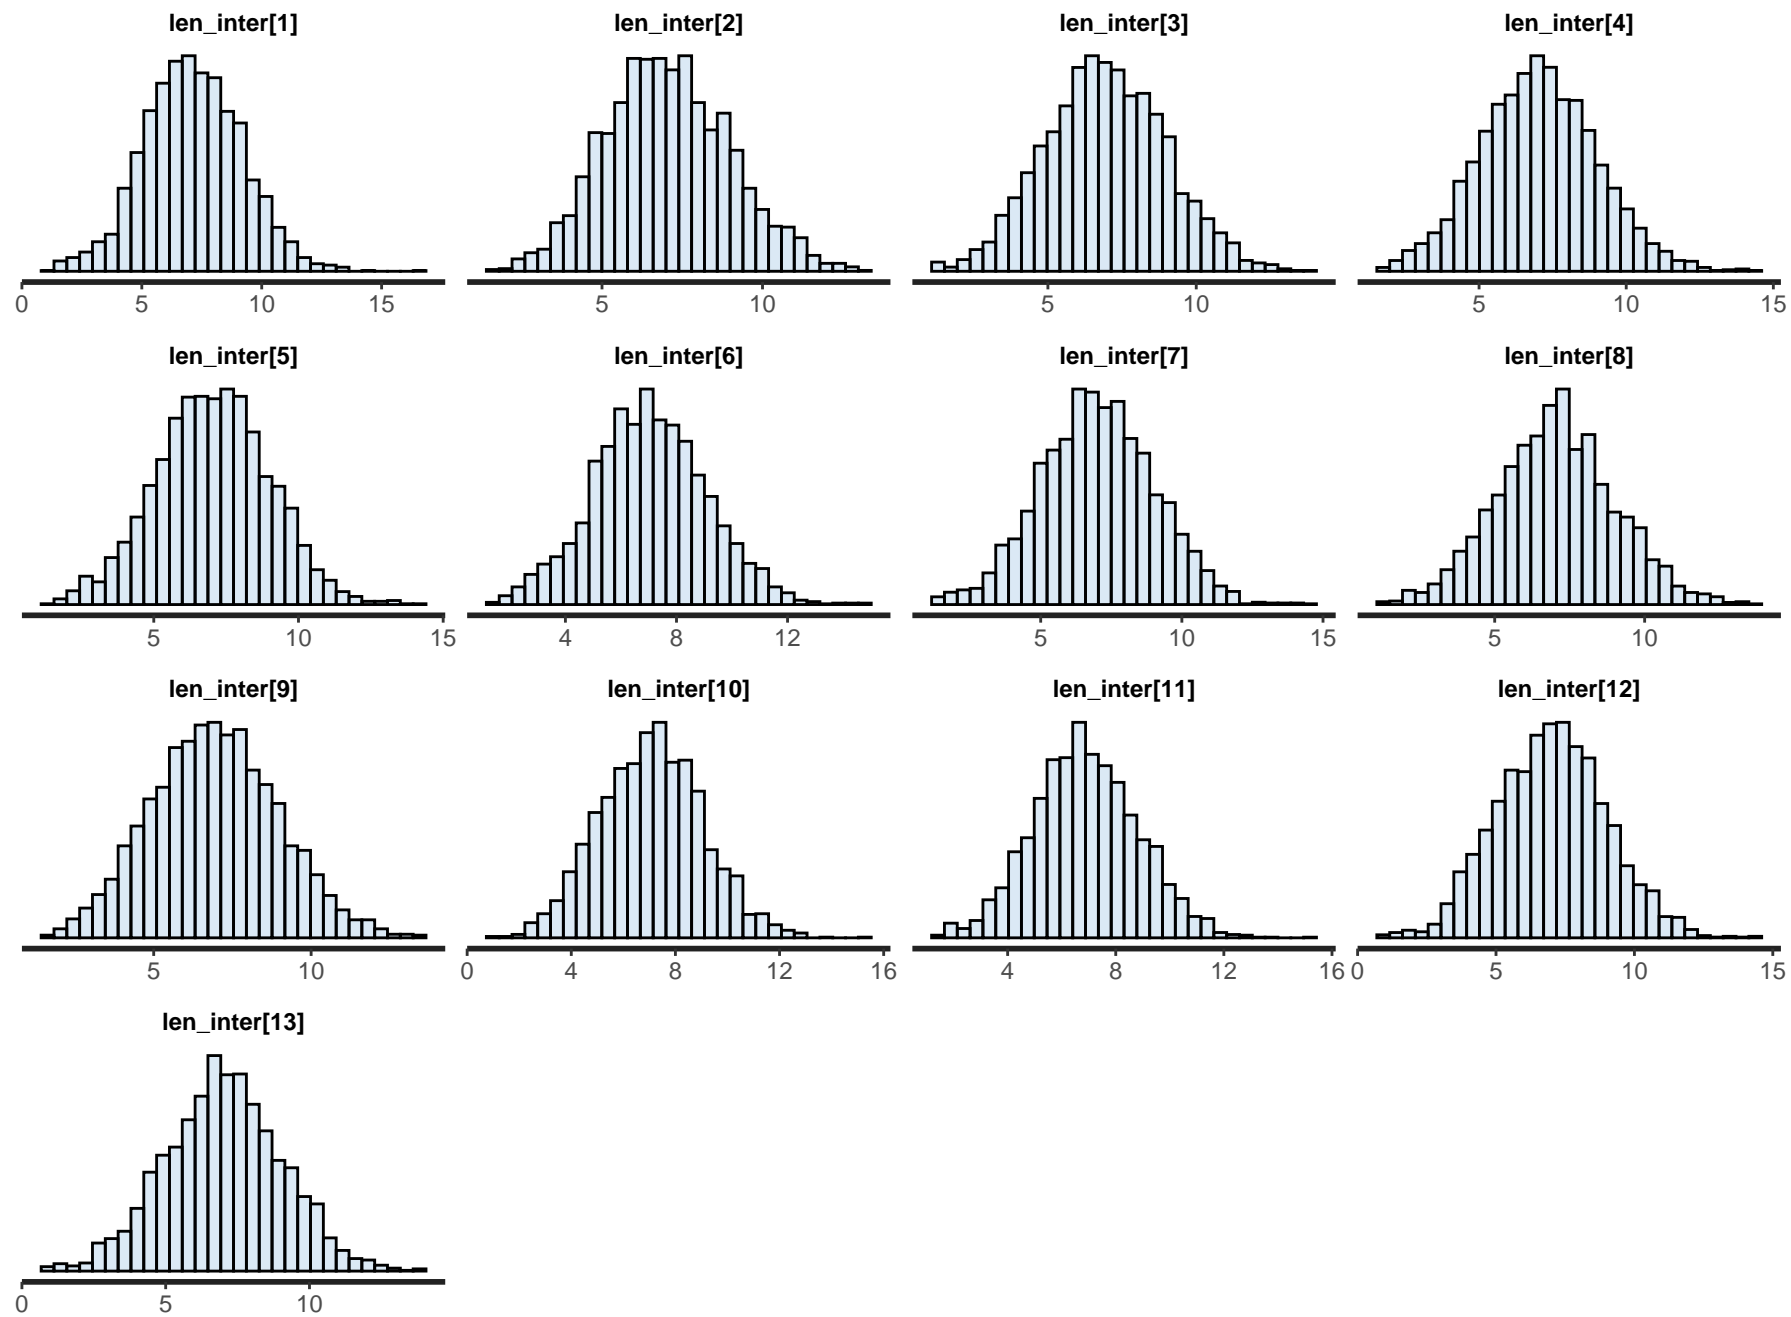 len_inter[1] len_inter[2] len_inter[3] len_inter[4]
0 5 10 15 5 10 5 10 5 10 15
len_inter[5] len_inter[6] len_inter[7] len_inter[8]
5 10 15 4 8 12 5 10 15 5 10
len_inter[9] len_inter[10] len_inter[11] len_inter[12]
5 10 0 4 8 12 16 4 8 12 16 0 5 10 15
len_inter[13]
0 5 10